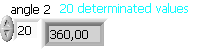 angle 2 20 determinated values
20 360,00